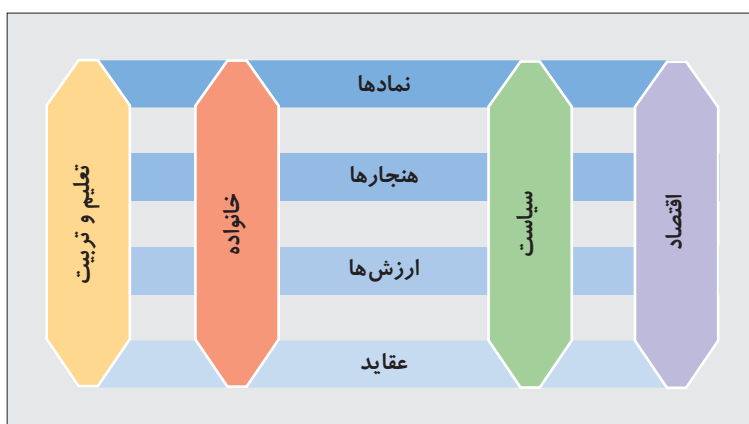 نمادها
هنجارها
ارزش‌ها
عقاید
اقتصاد
سیاست
خانواده
تعلیم و تربیت